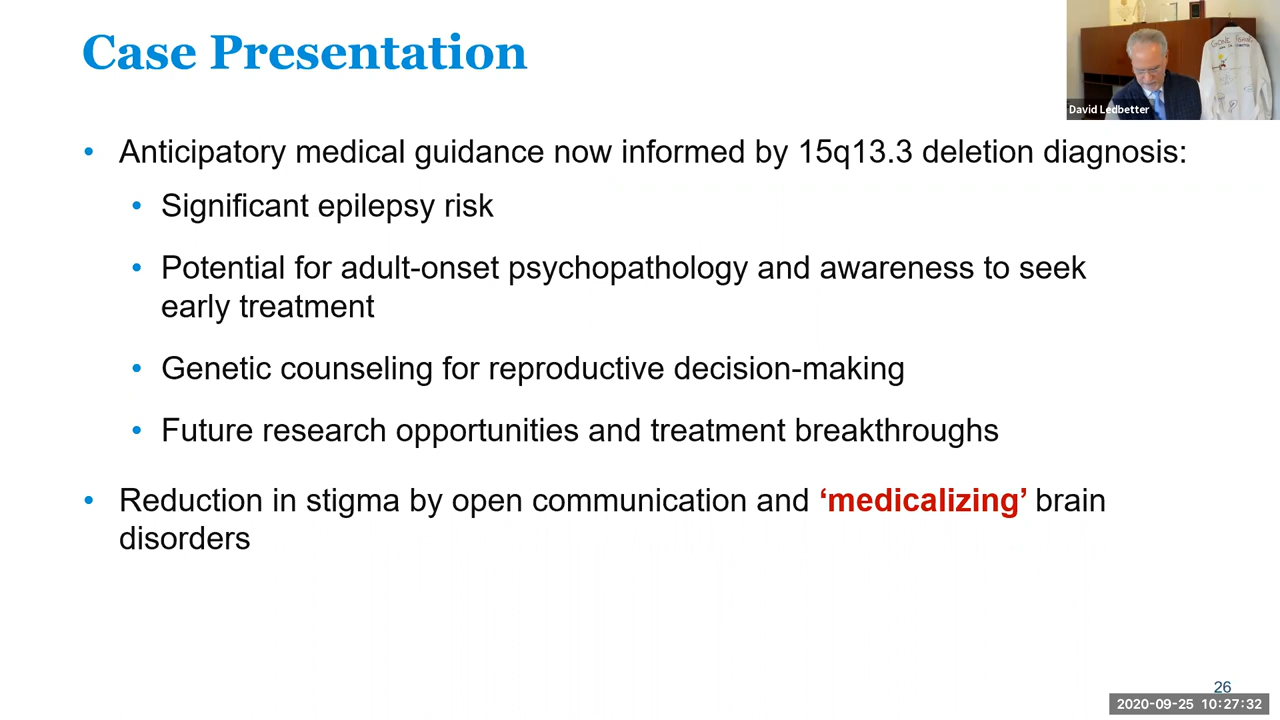 Case Presentation
David Ledbetter
• Anticipatory medical guidance now informed by 15q13.3 deletion diagnosis:
• Significant epilepsy risk
• Potential for adult-onset psychopathology and awareness to seek
early treatment
• Genetic counseling for reproductive decision-making
• Future research opportunities and treatment breakthroughs
• Reduction in stigma by open communication and ‘medicalizing’ brain
disorders
26
2020-09-25 10:27:32